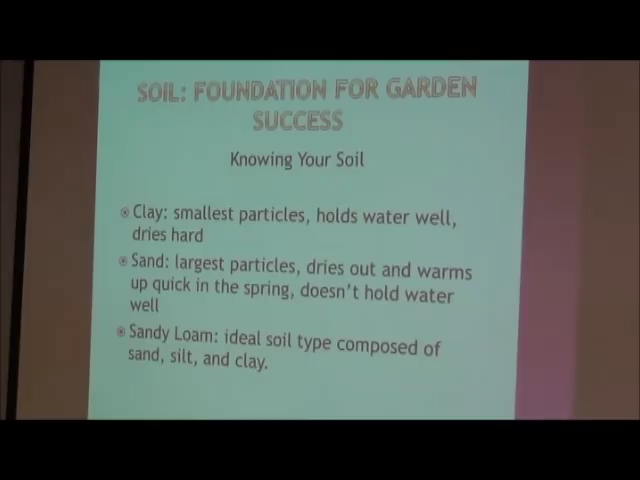 SOIL: FOUNDATION FOR GARDEN
SUCCESS
Knowing Your Soil
Clay: smallest particles, holds water well,
dries hard
Sand: largest particles, dries out and warms
up quick in the spring, doesn't hold water
well
Sandy Loam: ideal soil type composed of
sand, silt, and clay.